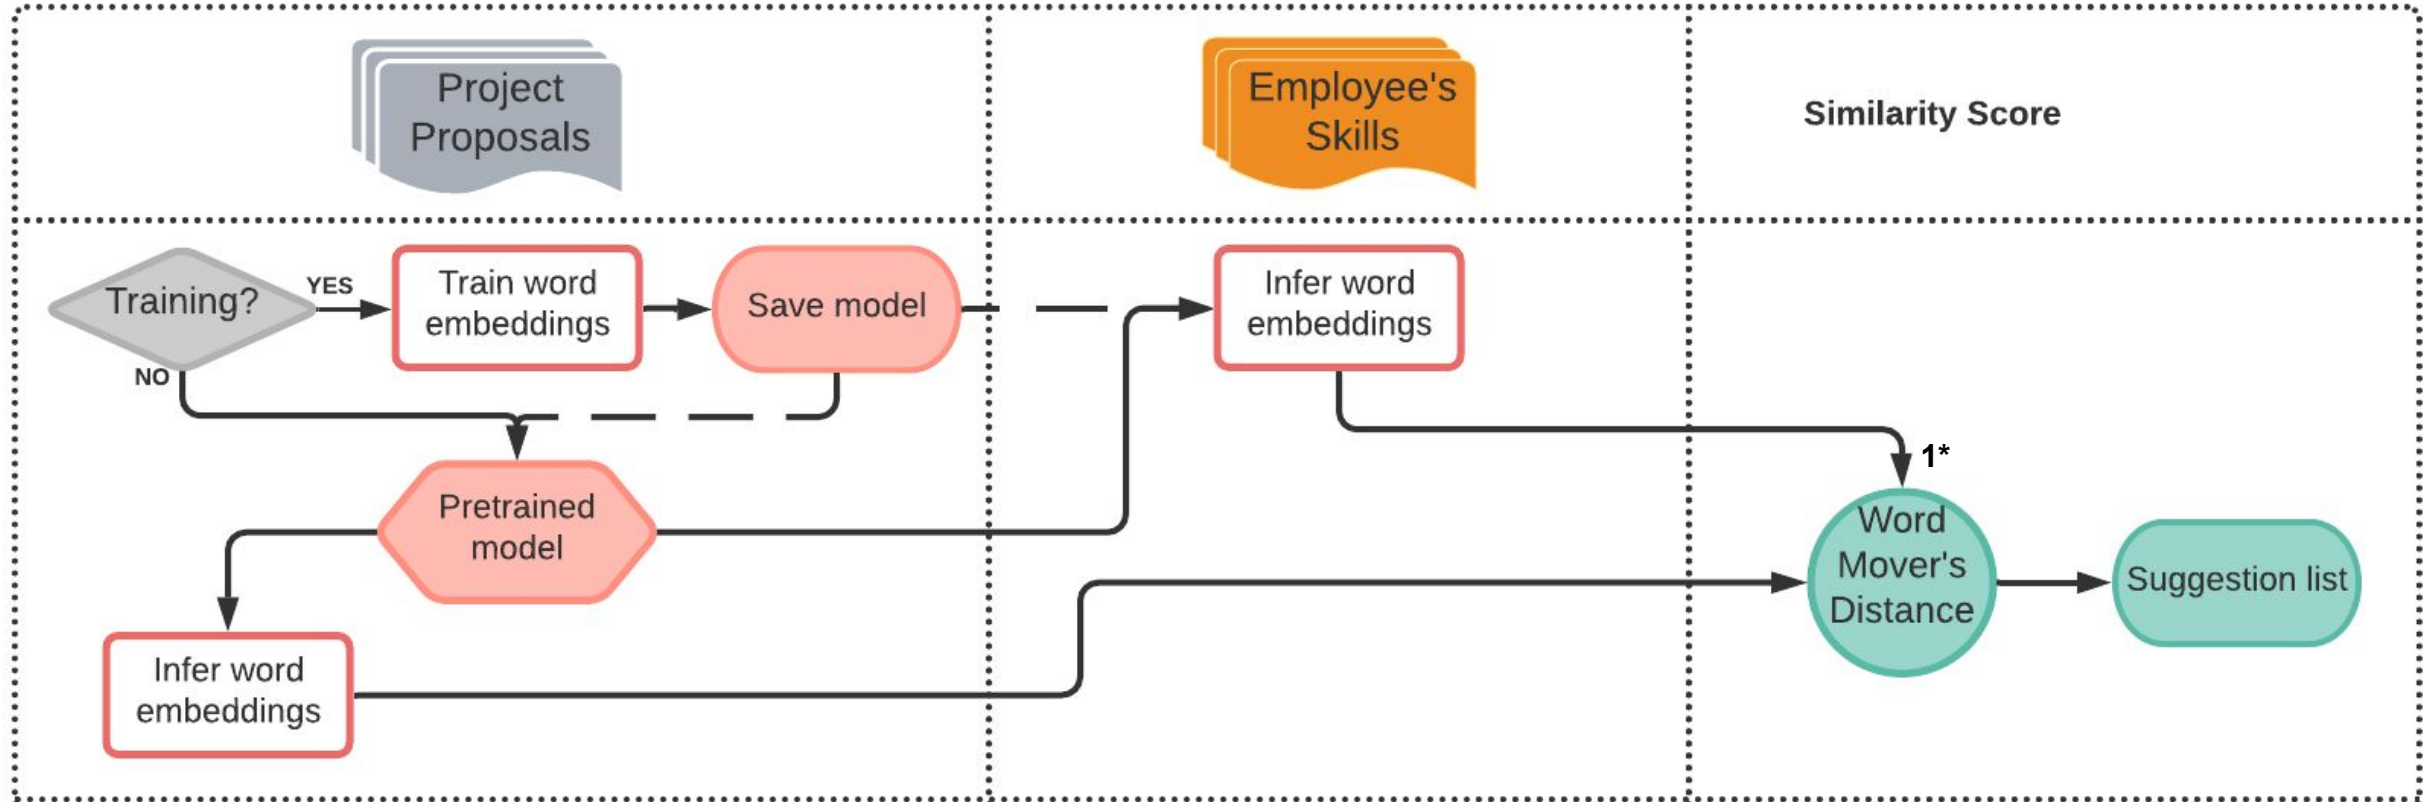 Project
Proposals
Employee's
Skills
Similarity Score
Training?
YES
NO
Train word
embeddings
Save model
Infer word
embeddings
1*
Pretrained
model
Word
Mover's
Distance
Suggestion list
Infer word
embeddings